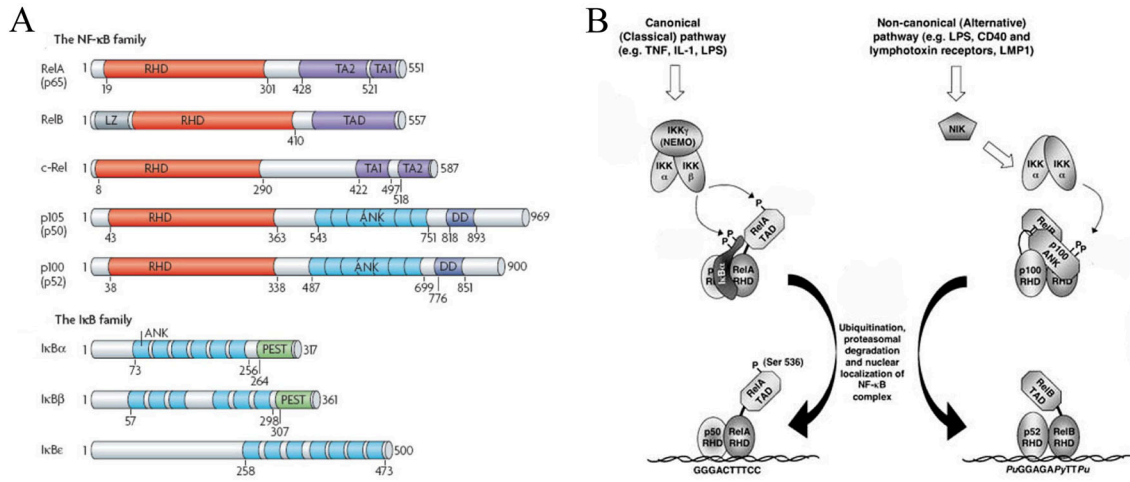 A
The NF-κB family
RelA
(p65)
1 RHD TA2 TA1 551
19 301 428 521
RelB 1 LZ RHD TAD 557
410
c-Rel 1 RHD TA1 TA2 587
8 290 422 497
518
p105
(p50)
1 RHD ANK DD 969
43 363 543 751 818 893
p100
(p52)
1 RHD ANK DD 900
38 338 487 699 851
776
The IκB family
ANK
IκBα 1 PEST 317
73 256
264
IκBβ 1 PEST 361
57 298
307
IκBε 1 500
258 473
B
Canonical
(Classical)
pathway
(e.g. TNF, IL-1, LPS)
Non-canonical (Alternative)
pathway (e.g. LPS, CD40 and
lymphotoxin receptors, LMP1)
IKKγ
(NEMO)
IKK
α
IKK
β
NIK
IKK
α
IKK
α
P
RelA
TAD
P
P
IκBα
RelA
RHD
RelB
p100
ANK
P
P
p100
RHD
RHD
Ubiquitination,
proteasomal
degradation
and nuclear
localization of
NF-κB
complex
P (Ser 536)
RelA
TAD
p50
RHD
RelA
RHD
GGGACTTTCC
RelB
TAD
p52
RHD
RelB
RHD
PuGGAGAPyTTPu